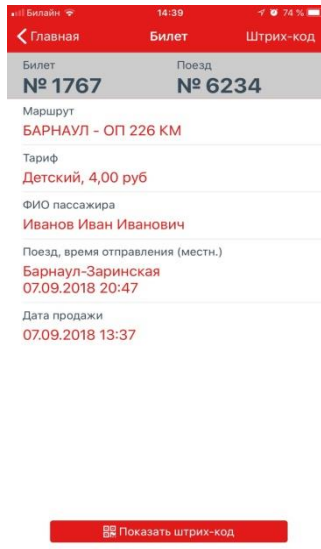 Билайн 14:39 74 %
Главная Билет Штрих-код
Билет Поезд
№ 1767 № 6234
Маршрут
БАРНАУЛ - ОП 226 КМ
Тариф
Детский, 4,00 руб
ФИО пассажира
Иванов Иван Иванович
Поезд, время отправления (местн.)
Барнаул-Заринская
07.09.2018 20:47
Дата продажи
07.09.2018 13:37
Показать штрих-код